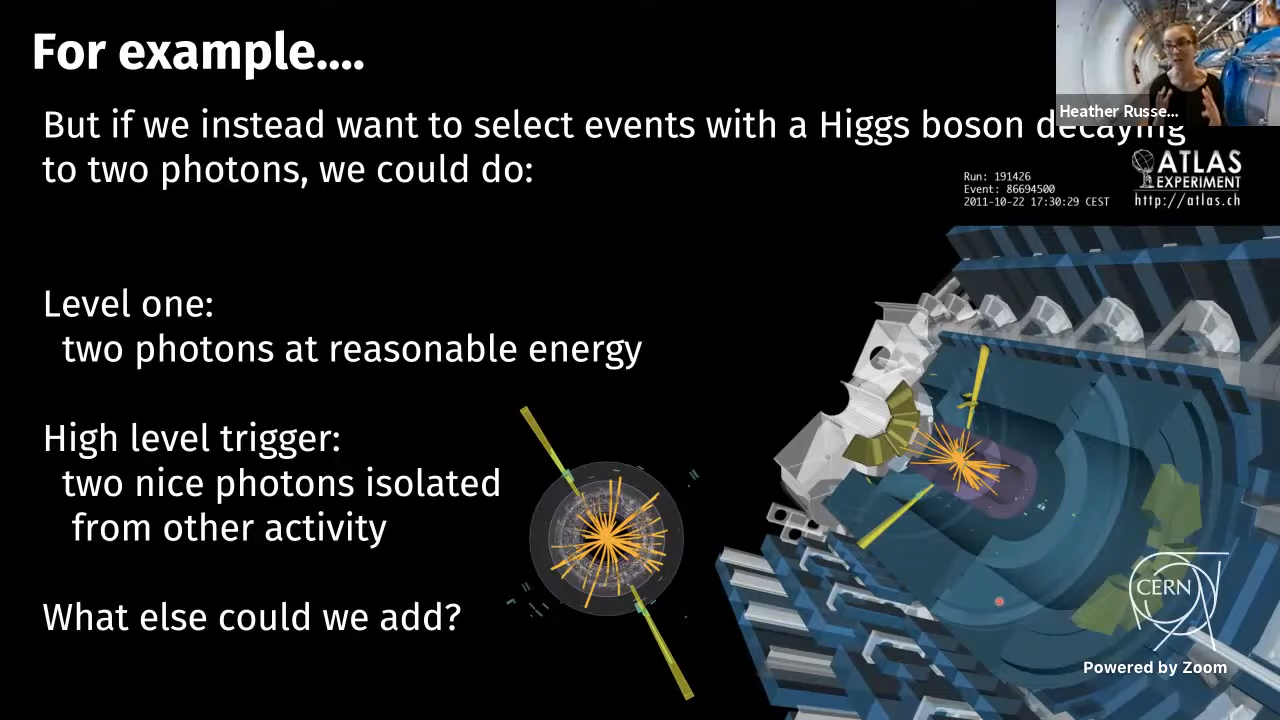 For example....
Heather Russe...
But if we instead want to select events with a Higgs boson decaying
to two photons, we could do:
Run: 191426
Event: 86694500
2011-10-22 17:30:29 CEST
ATLAS
EXPERIMENT
http://atlas.ch
Level one:
two photons at reasonable energy
High level trigger:
two nice photons isolated
from other activity
What else could we add?
CERN
Powered by Zoom